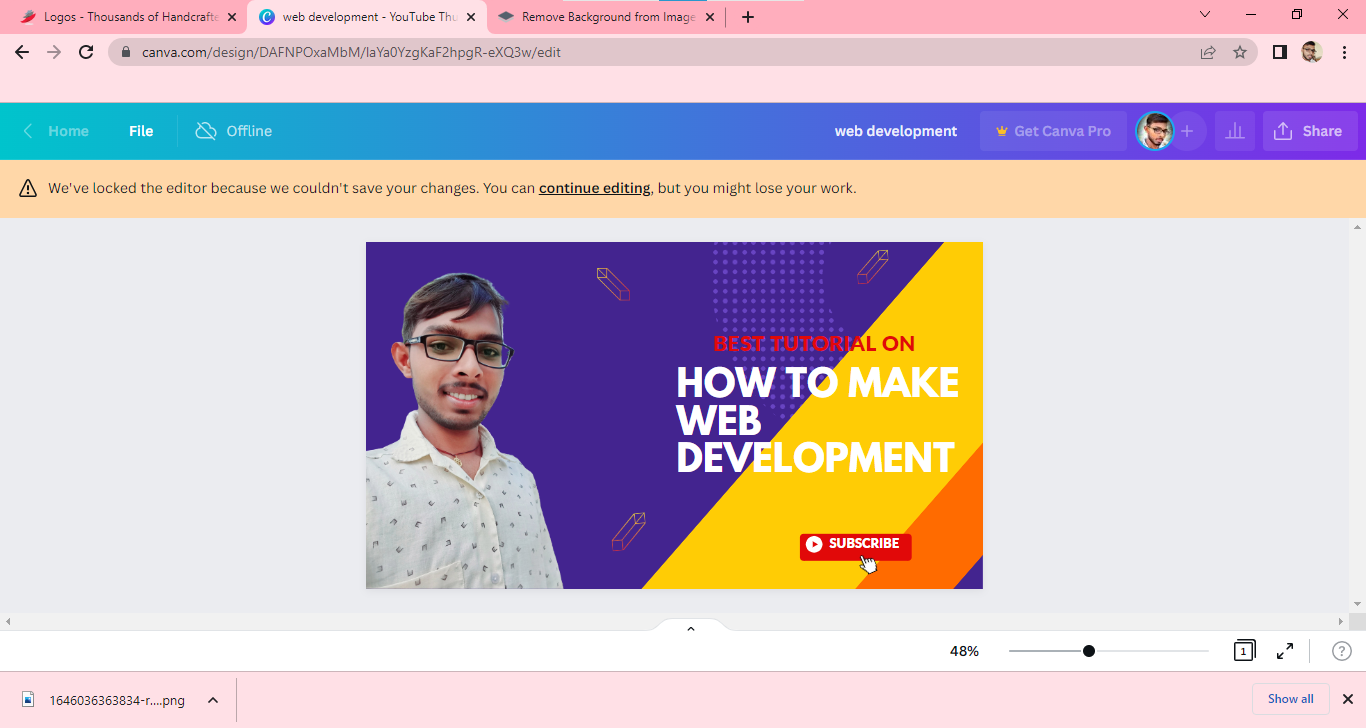 Logos - Thousands of Handcrafte
web development - YouTube Thu
Remove Background from Image
canva.com/design/DAFNPOxaMbM/IaYa0YzgKaF2hpgR-eXQ3w/edit
Home
File
Offline
web development
Get Canva Pro
Share
We've locked the editor because we couldn't save your changes. You can continue editing, but you might lose your work.
BEST TUTORIAL ON
HOW TO MAKE
WEB
DEVELOPMENT
SUBSCRIBE
48%
1
?
1646036363834-r....png
Show all